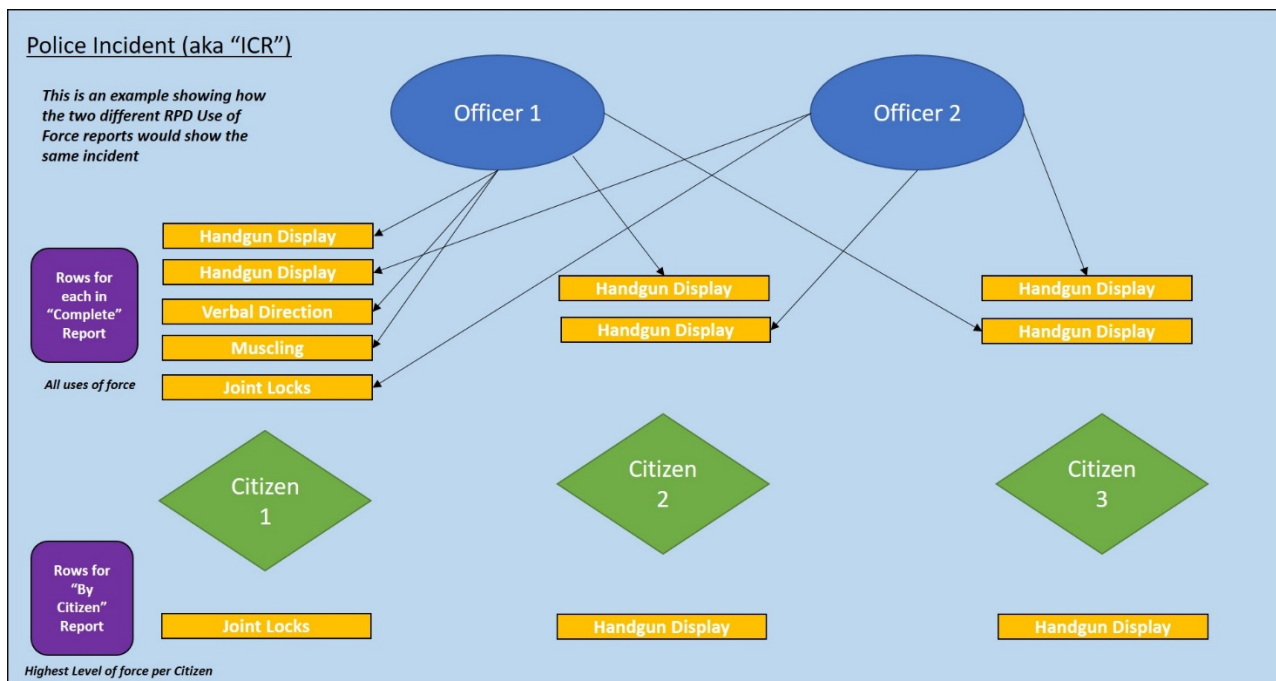 Police Incident (aka “ICR”)
This is an example showing how
the two different RPD Use of
Force reports would show the
same incident
Officer 1
Officer 2
Rows for
each in
“Complete”
Report
All uses of force
Handgun Display
Handgun Display
Verbal Direction
Muscling
Joint Locks
Handgun Display
Handgun Display
Handgun Display
Handgun Display
Citizen
1
Citizen
2
Citizen
3
Rows for
“By
Citizen”
Report
Highest Level of force per Citizen
Joint Locks
Handgun Display
Handgun Display